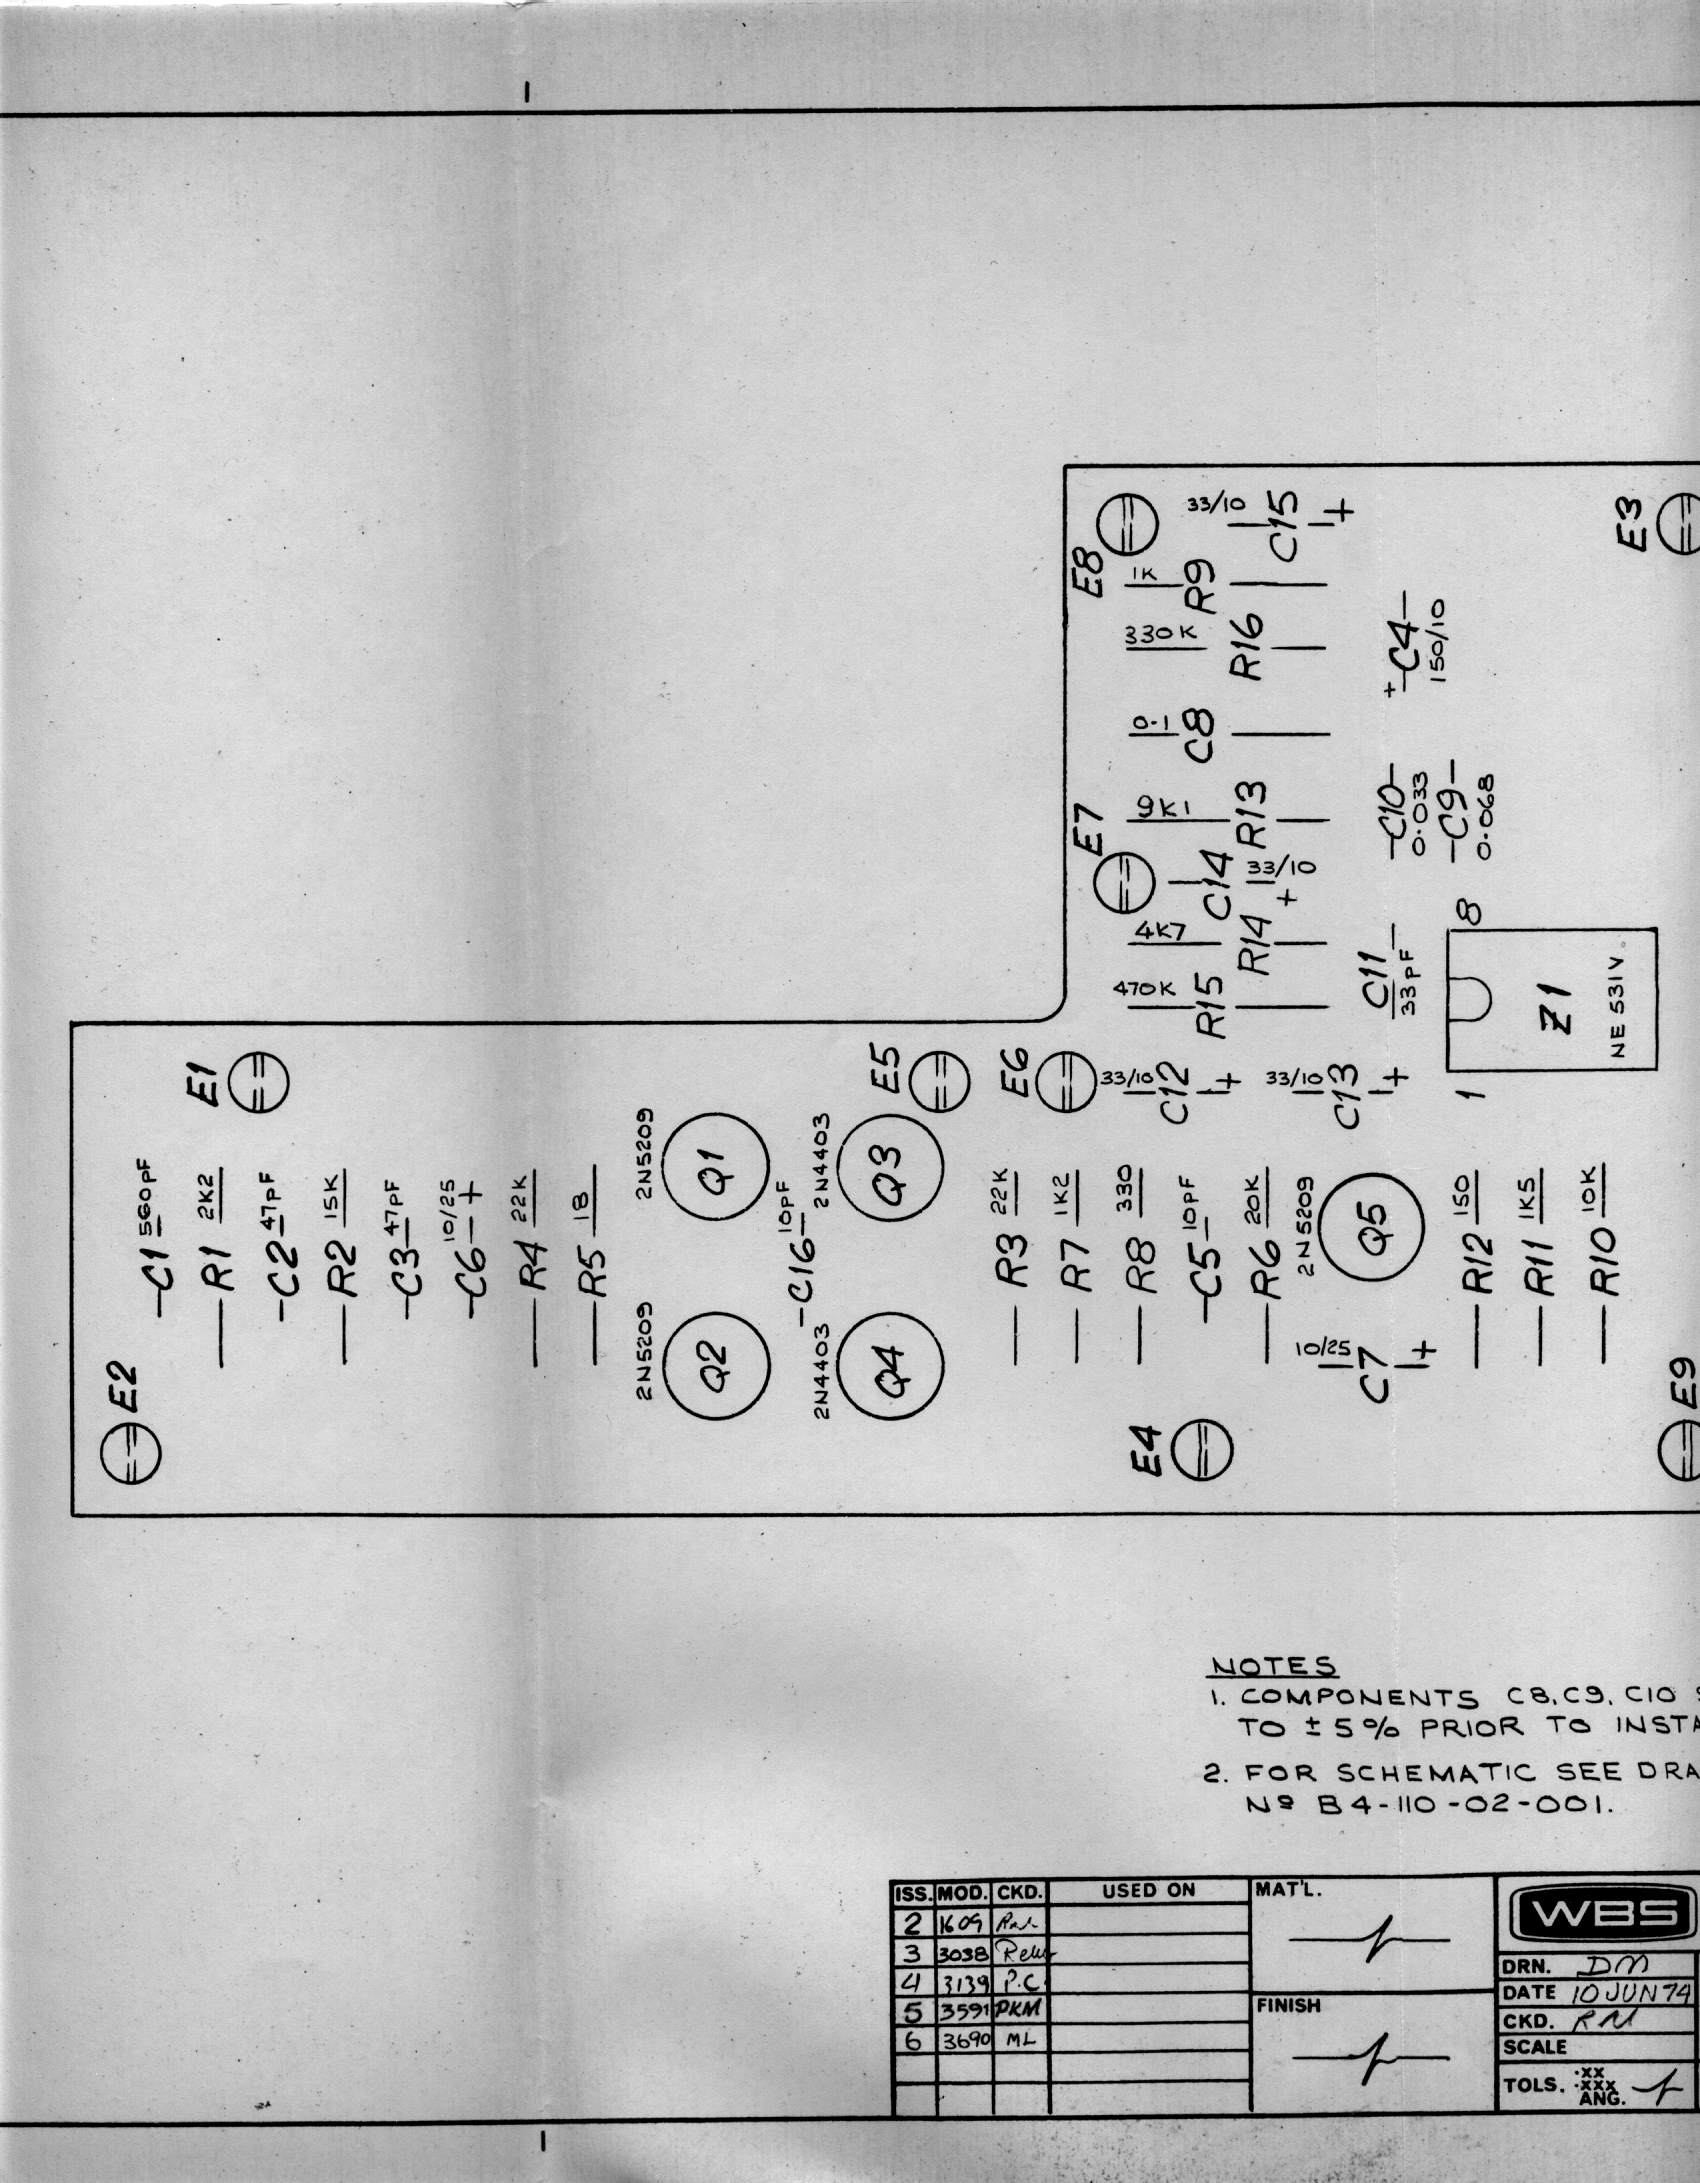 E8
33/10
C15
+
1K
R9
330K
R16
E3
+
C4
150/10
0.1
C8
E7
9K1
R13
C10
0.033
C9
0.068
C14
33/10
+
4K7
R14
470K
R15
C11
33PF
8
Z1
NE531V.
1
E1
E5
E6
33/10
C12
+
33/10
C13
+
C1 560pF
R1 2K2
C2 47pF
R2 15K
C3 47pF
C6 10/25
+
R4 22K
R5 18
2N5209
Q1
2N4403
Q3
C16 10pF
2N5209
Q2
2N4403
Q4
R3 22K
R7 1K2
R8 330
C5 10pF
R6 20K
2N5209
Q5
10/25
C7
+
R12 150
R11 1K5
R10 10K
E2
E4
E9
NOTES
1. COMPONENTS C8, C9, C10
TO ±5% PRIOR TO INSTA
2. FOR SCHEMATIC SEE DRA
Nº B4-110-02-001.
ISS. MOD. CKD. USED ON MAT'L.
2 1609
3 3038
4 3139 P.C.
5 3591 PKM
6 3690 ML
FINISH
WBS
DRN. DM
DATE 10 JUN 74
CKD. RM
SCALE
TOLS. .XX
.XXX
ANG.